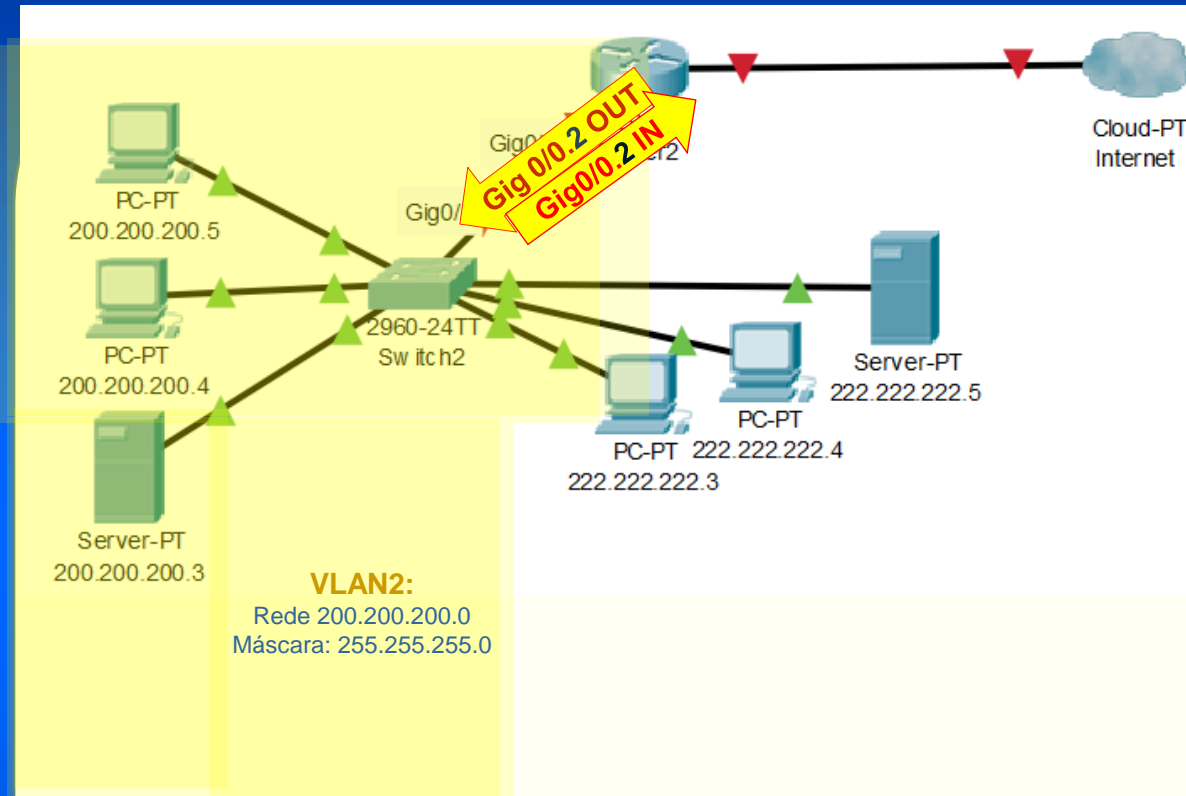 Gig 0/0.2 OUT
Gig0/0.2 IN
Gig0/
Cloud-PT
Internet
PC-PT
200.200.200.5
PC-PT
200.200.200.4
2960-24TT
Switch2
Server-PT
222.222.222.5
PC-PT
222.222.222.4
PC-PT
222.222.222.3
Server-PT
200.200.200.3
VLAN2:
Rede 200.200.200.0
Máscara: 255.255.255.0